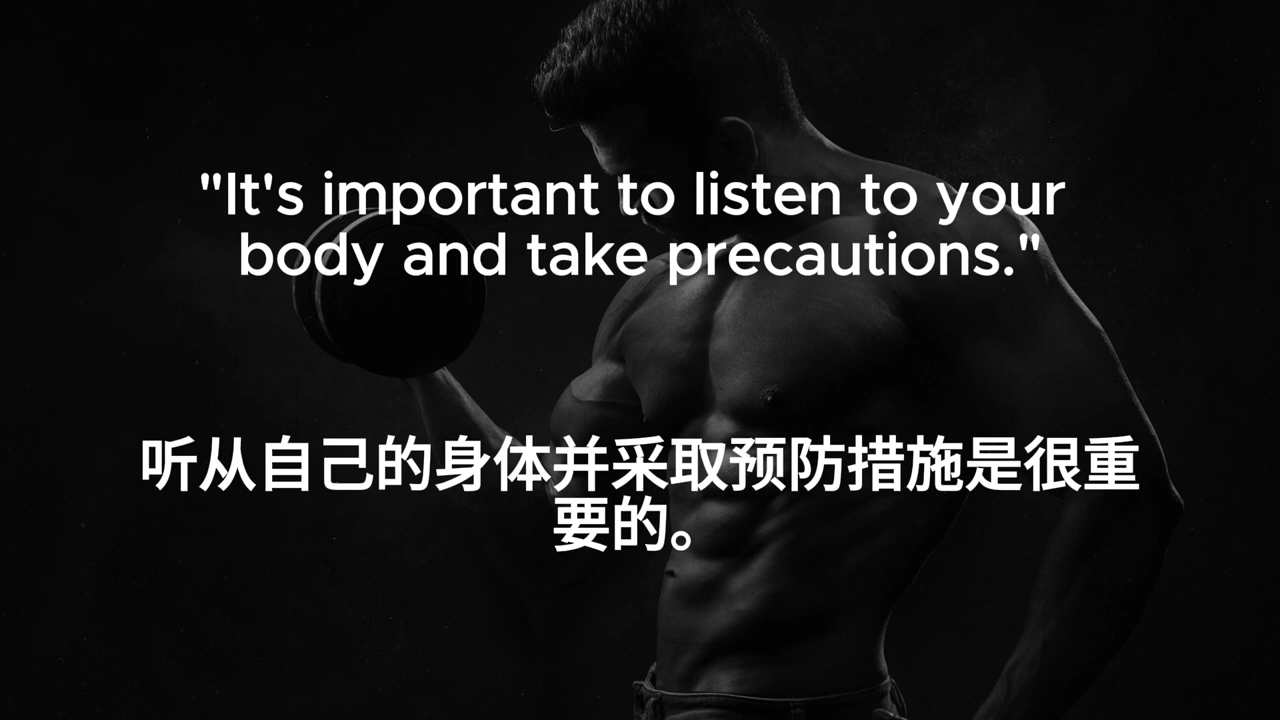 "It's important to listen to your
body and take precautions."
听从自己的身体并采取预防措施是很重
要的。